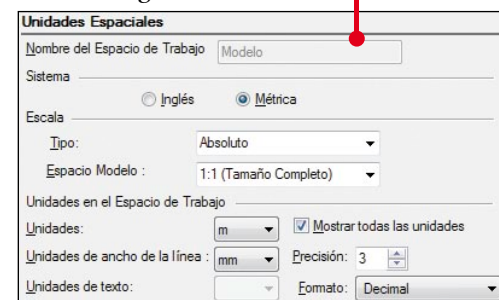 Unidades Espaciales
Nombre del Espacio de Trabajo Modelo
Sistema
Inglés Métrica
Escala
Tipo: Absoluto
Espacio Modelo : 1:1 (Tamaño Completo)
Unidades en el Espacio de Trabajo
Unidades: m Mostrar todas las unidades
Unidades de ancho de la línea : mm Precisión: 3
Unidades de texto: Formato: Decimal